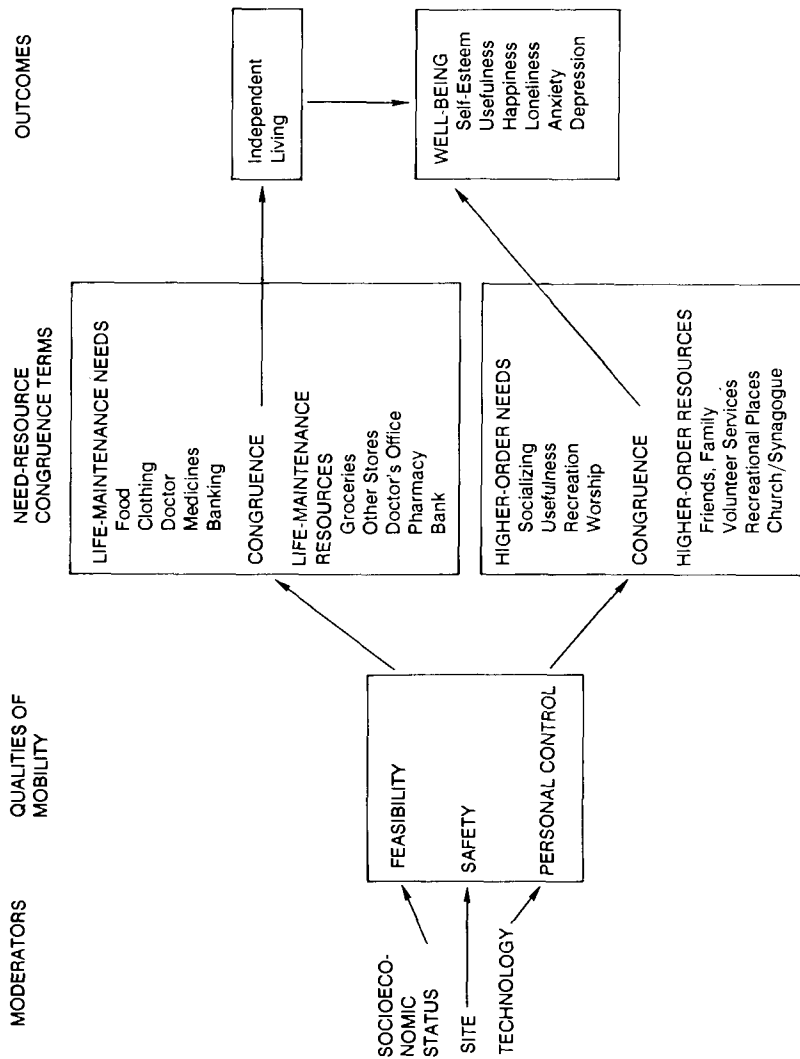 MODERATORS
QUALITIES OF
MOBILITY
NEED-RESOURCE
CONGRUENCE TERMS
OUTCOMES
SOCIOECO-
NOMIC
STATUS
SITE
TECHNOLOGY
FEASIBILITY
SAFETY
PERSONAL CONTROL
LIFE-MAINTENANCE NEEDS
Food
Clothing
Doctor
Medicines
Banking
CONGRUENCE
LIFE-MAINTENANCE
RESOURCES
Groceries
Other Stores
Doctor's Office
Pharmacy
Bank
HIGHER-ORDER NEEDS
Socializing
Usefulness
Recreation
Worship
CONGRUENCE
HIGHER-ORDER RESOURCES
Friends, Family
Volunteer Services
Recreational Places
Church/Synagogue
Independent
Living
WELL-BEING
Self-Esteem
Usefulness
Happiness
Loneliness
Anxiety
Depression